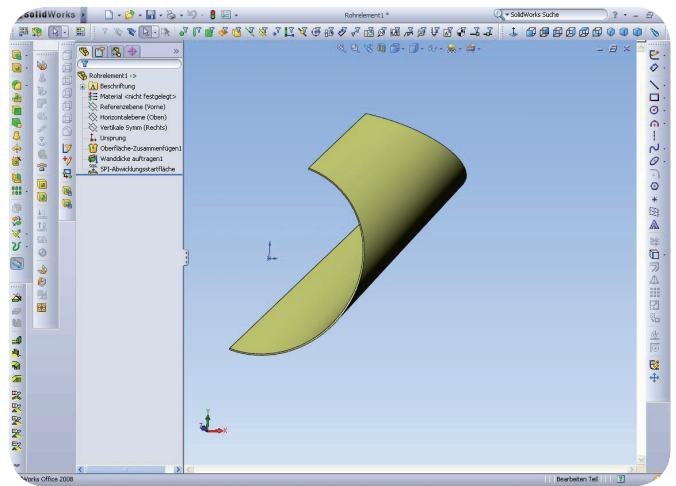 SolidWorks
Rohrelement1 *
SolidWorks Suche
Rohrelement1 ->
Beschriftung
Material <nicht festgelegt>
Referenzebene (Vorne)
Horizontalebene (Oben)
Vertikale Symm (Rechts)
Ursprung
Oberfläche-Zusammenfügen1
Wanddicke auftragen1
SPI-Abwicklungsstartfläche
Y
X
Z
Works Office 2008
Bearbeiten Teil